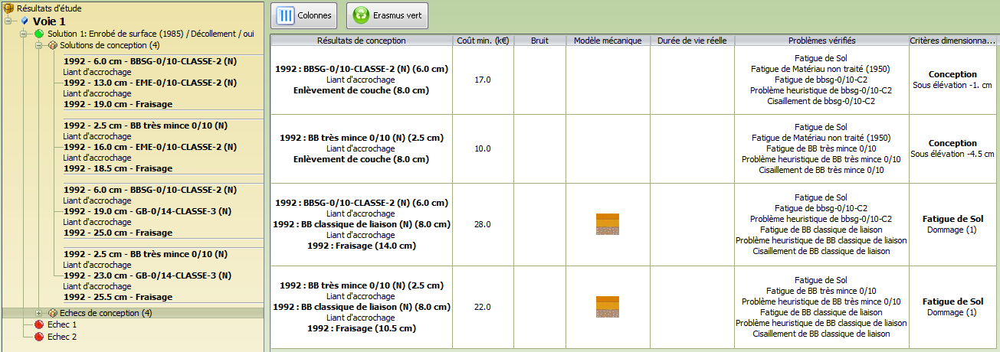 Résultats d'étude
Voie 1
Solution 1: Enrobé de surface (1985) / Décollement / oui
Solutions de conception (4)
1992 - 6.0 cm - BBSG-0/10-CLASSE-2 (N)
Liant d'accrochage
1992 - 13.0 cm - EME-0/10-CLASSE-2 (N)
Liant d'accrochage
1992 - 19.0 cm - Fraisage
1992 - 2.5 cm - BB très mince 0/10 (N)
Liant d'accrochage
1992 - 16.0 cm - EME-0/10-CLASSE-2 (N)
Liant d'accrochage
1992 - 18.5 cm - Fraisage
1992 - 6.0 cm - BBSG-0/10-CLASSE-2 (N)
Liant d'accrochage
1992 - 19.0 cm - GB-0/14-CLASSE-3 (N)
Liant d'accrochage
1992 - 25.0 cm - Fraisage
1992 - 2.5 cm - BB très mince 0/10 (N)
Liant d'accrochage
1992 - 23.0 cm - GB-0/14-CLASSE-3 (N)
Liant d'accrochage
1992 - 25.5 cm - Fraisage
Echecs de conception (4)
Echec 1
Echec 2
Colonnes
Erasmus vert
Résultats de conception
Coût min. (k€)
Bruit
Modèle mécanique
Durée de vie réelle
Problèmes vérifiés
Critères dimensionna...
1992 : BBSG-0/10-CLASSE-2 (N) (6.0 cm)
Liant d'accrochage
Enlèvement de couche (8.0 cm)
17.0
Fatigue de Sol
Fatigue de Matériau non traité (1950)
Fatigue de bbsg-0/10-C2
Problème heuristique de bbsg-0/10-C2
Cisaillement de bbsg-0/10-C2
Conception
Sous élévation -1. cm
1992 : BB très mince 0/10 (N) (2.5 cm)
Liant d'accrochage
Enlèvement de couche (8.0 cm)
10.0
Fatigue de Sol
Fatigue de Matériau non traité (1950)
Fatigue de BB très mince 0/10
Problème heuristique de BB très mince 0/10
Cisaillement de BB très mince 0/10
Conception
Sous élévation -4.5 cm
1992 : BBSG-0/10-CLASSE-2 (N) (6.0 cm)
Liant d'accrochage
1992 : BB classique de liaison (N) (8.0 cm)
Liant d'accrochage
1992 : Fraisage (14.0 cm)
28.0
Fatigue de Sol
Fatigue de bbsg-0/10-C2
Problème heuristique de bbsg-0/10-C2
Fatigue de BB classique de liaison
Problème heuristique de BB classique de liaison
Cisaillement de BB classique de liaison
Fatigue de Sol
Dommage (1)
1992 : BB très mince 0/10 (N) (2.5 cm)
Liant d'accrochage
1992 : BB classique de liaison (N) (8.0 cm)
Liant d'accrochage
1992 : Fraisage (10.5 cm)
22.0
Fatigue de Sol
Fatigue de BB très mince 0/10
Problème heuristique de BB très mince 0/10
Fatigue de BB classique de liaison
Problème heuristique de BB classique de liaison
Cisaillement de BB classique de liaison
Fatigue de Sol
Dommage (1)